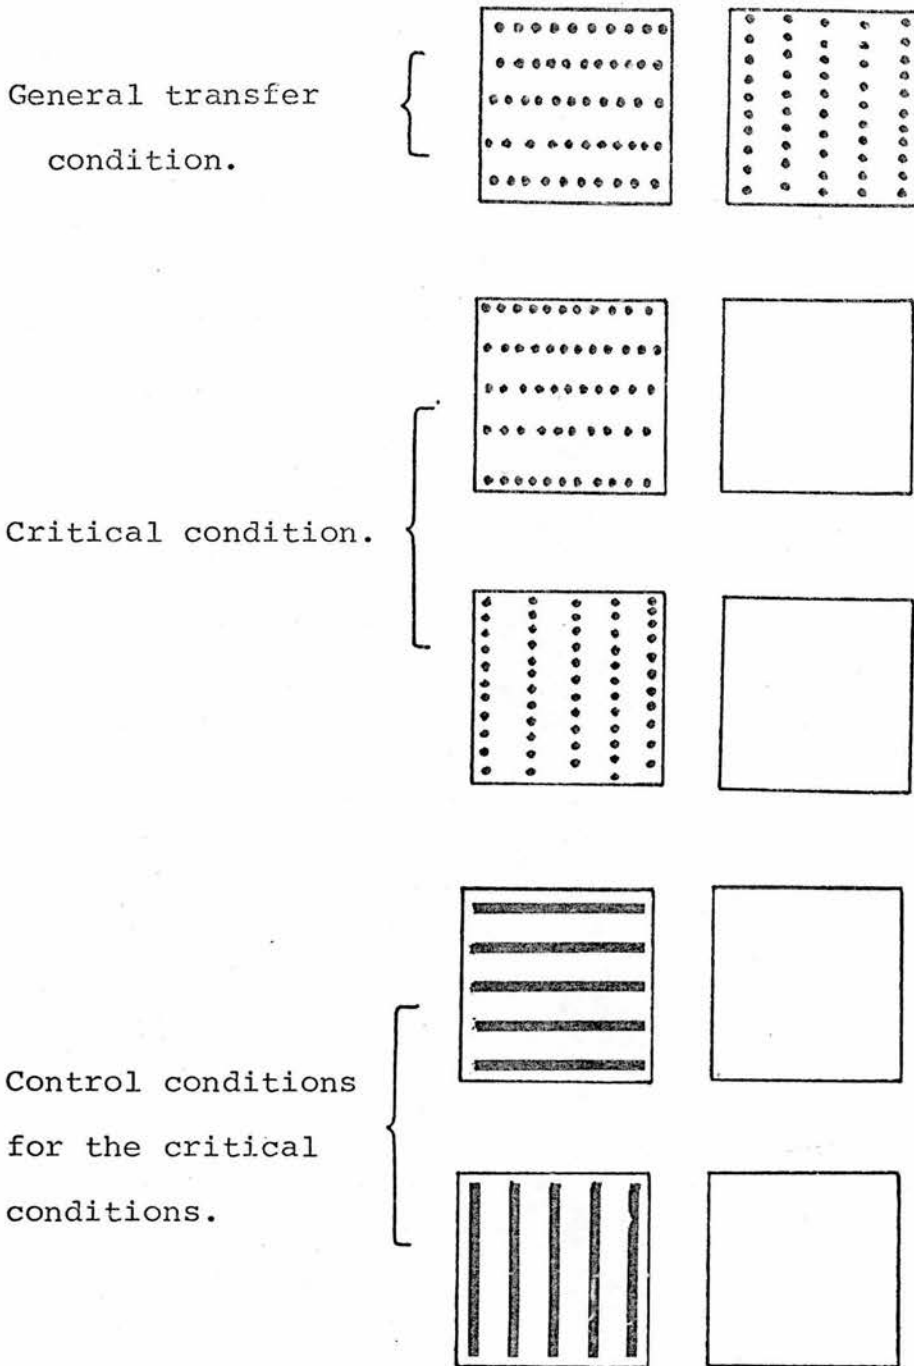 General transfer
condition.
Critical condition.
Control conditions
for the critical
conditions.